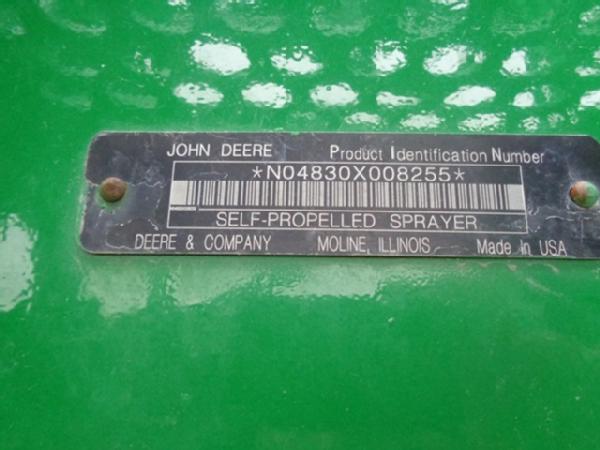 JOHN DEERE Product Identification Number
*N04830X008255*
SELF-PROPELLED SPRAYER
DEERE & COMPANY MOLINE, ILLINOIS Made in USA